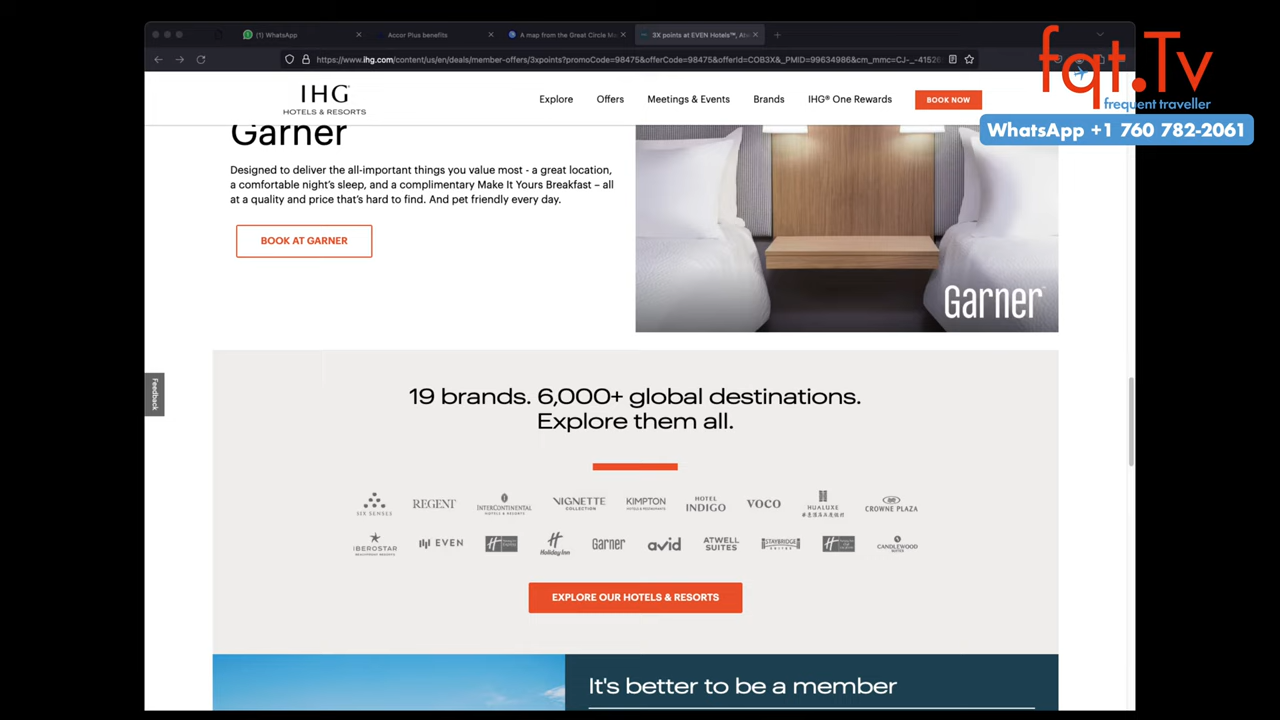 (1) WhatsApp
Accor Plus benefits
A map from the Great Circle Ma
3X points at EVEN Hotels™, Atw
https://www.ihg.com/content/us/en/deals/member-offers/3xpoints?promoCode=98475&offerCode=98475&offerId=COB3X&_PMID=99634986&cm_mmc=CJ-_-41526
fqt.Tv
frequent traveller
WhatsApp +1 760 782-2061
IHG
HOTELS & RESORTS
Explore
Offers
Meetings & Events
Brands
IHG® One Rewards
BOOK NOW
Garner
Designed to deliver the all-important things you value most - a great location,
a comfortable night's sleep, and a complimentary Make It Yours Breakfast – all
at a quality and price that's hard to find. And pet friendly every day.
BOOK AT GARNER
Garner
Feedback
19 brands. 6,000+ global destinations.
Explore them all.
SIX SENSES
REGENT
INTERCONTINENTAL
HOTELS & RESORTS
VIGNETTE
COLLECTION
KIMPTON
HOTELS & RESTAURANTS
HOTEL
INDIGO
VOCO
HUALUXE
CROWNE PLAZA
IBEROSTAR
EVEN
Holiday Inn
Garner
avid
ATWELL
SUITES
STAYBRIDGE
SUITES
CANDLEWOOD
SUITES
EXPLORE OUR HOTELS & RESORTS
It's better to be a member